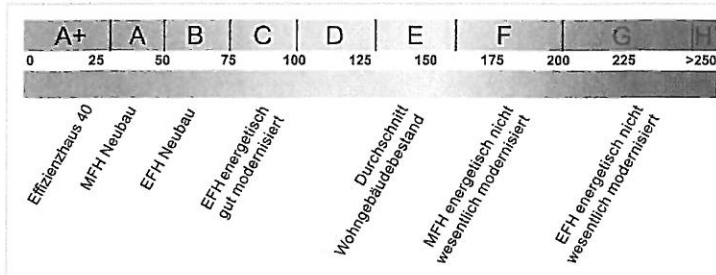 A+ A B C D E F G H
0 25 50 75 100 125 150 175 200 225 >250
Effizienzhaus 40
MFH Neubau
EFH Neubau
EFH energetisch
gut modernisiert
Durchschnitt
Wohngebäudebestand
MFH energetisch nicht
wesentlich modernisiert
EFH energetisch nicht
wesentlich modernisiert